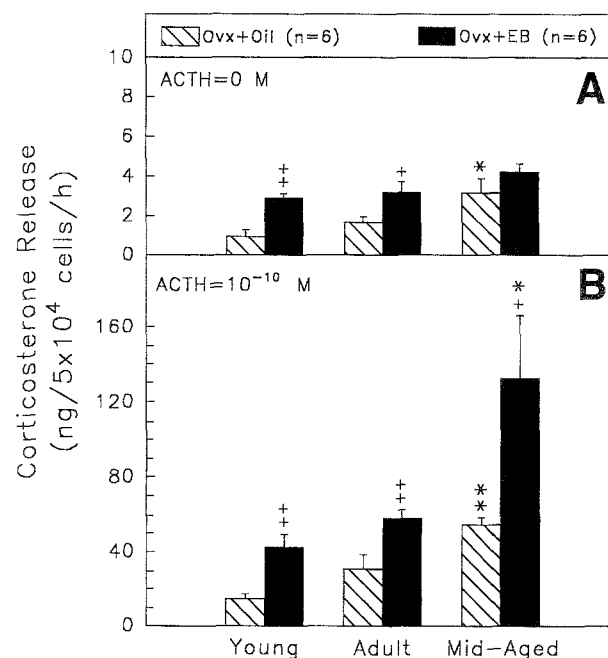 Ovx+Oil (n=6) Ovx+EB (n=6)
10
8
6
4
2
0
ACTH=0 M
A
+
+
+
*
160
120
80
40
0
ACTH=10⁻¹⁰ M
B
+
+
+
+
*
*
*
+
Young Adult Mid-Aged
Corticosterone Release
(ng/5x10⁴ cells/h)